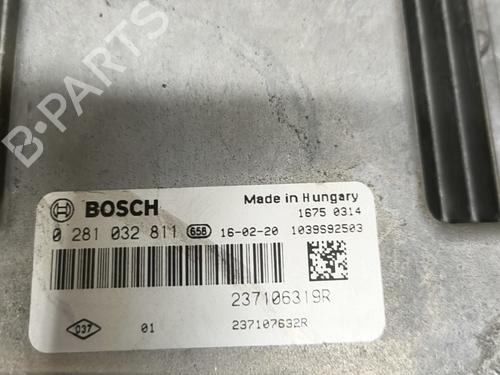 B-PARTS
BOSCH
Made in Hungary
1675 0314
0 281 032 811 658 16-02-20 1039S92503
237106319R
037 01 237107632R